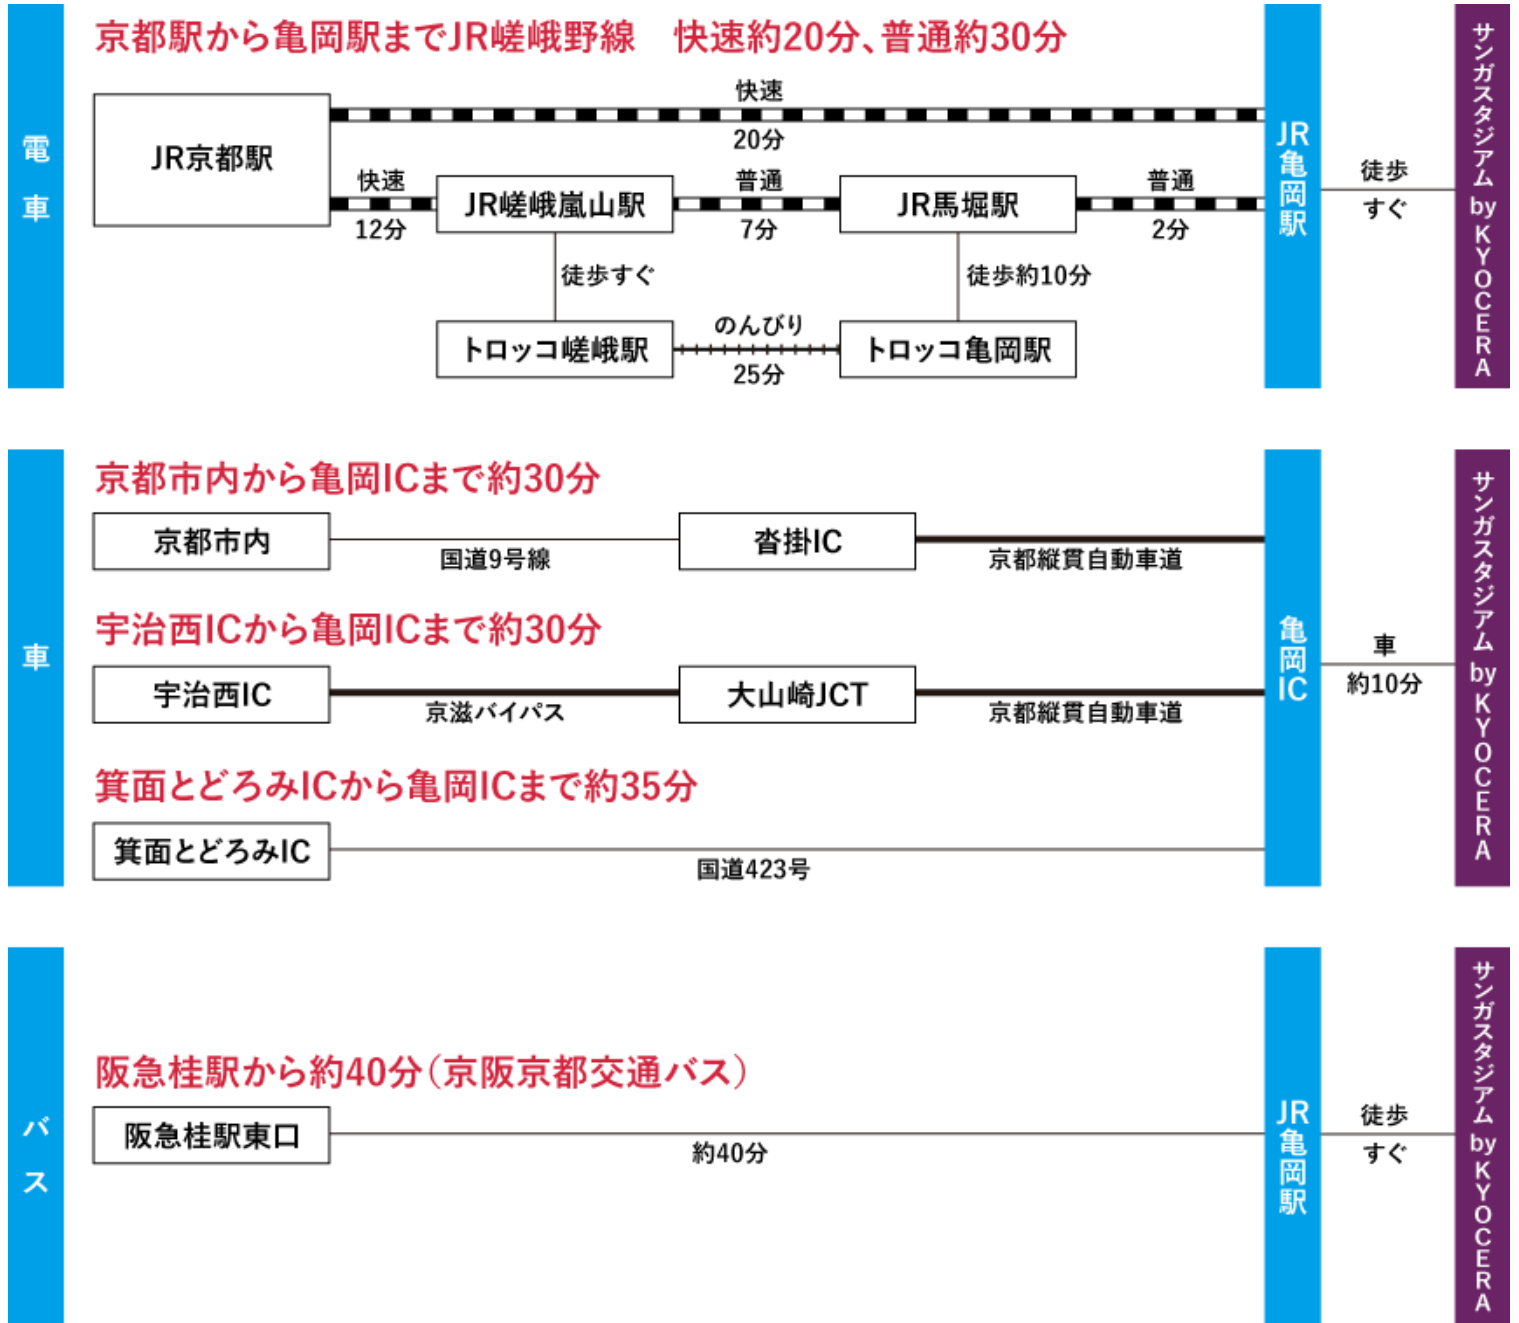 電車
京都駅から亀岡駅までJR嵯峨野線　快速約20分、普通約30分
JR京都駅
快速
20分
快速
12分
JR嵯峨嵐山駅
普通
7分
JR馬堀駅
普通
2分
徒歩すぐ
徒歩約10分
トロッコ嵯峨駅
のんびり
25分
トロッコ亀岡駅
JR亀岡駅
徒歩
すぐ
サンガスタジアム by KYOCERA
車
京都市内から亀岡ICまで約30分
京都市内
国道9号線
沓掛IC
京都縦貫自動車道
宇治西ICから亀岡ICまで約30分
宇治西IC
京滋バイパス
大山崎JCT
京都縦貫自動車道
箕面とどろみICから亀岡ICまで約35分
箕面とどろみIC
国道423号
亀岡IC
車
約10分
サンガスタジアム by KYOCERA
バス
阪急桂駅から約40分（京阪京都交通バス）
阪急桂駅東口
約40分
JR亀岡駅
徒歩
すぐ
サンガスタジアム by KYOCERA